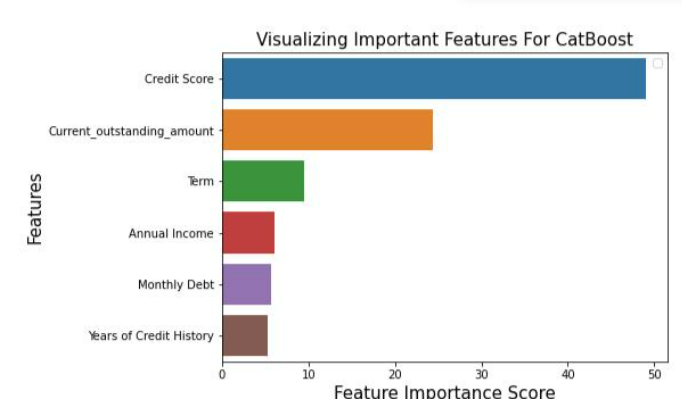 Visualizing Important Features For CatBoost
Credit Score
Current_outstanding_amount
Term
Annual Income
Monthly Debt
Years of Credit History
Features
0 10 20 30 40 50
Feature Importance Score